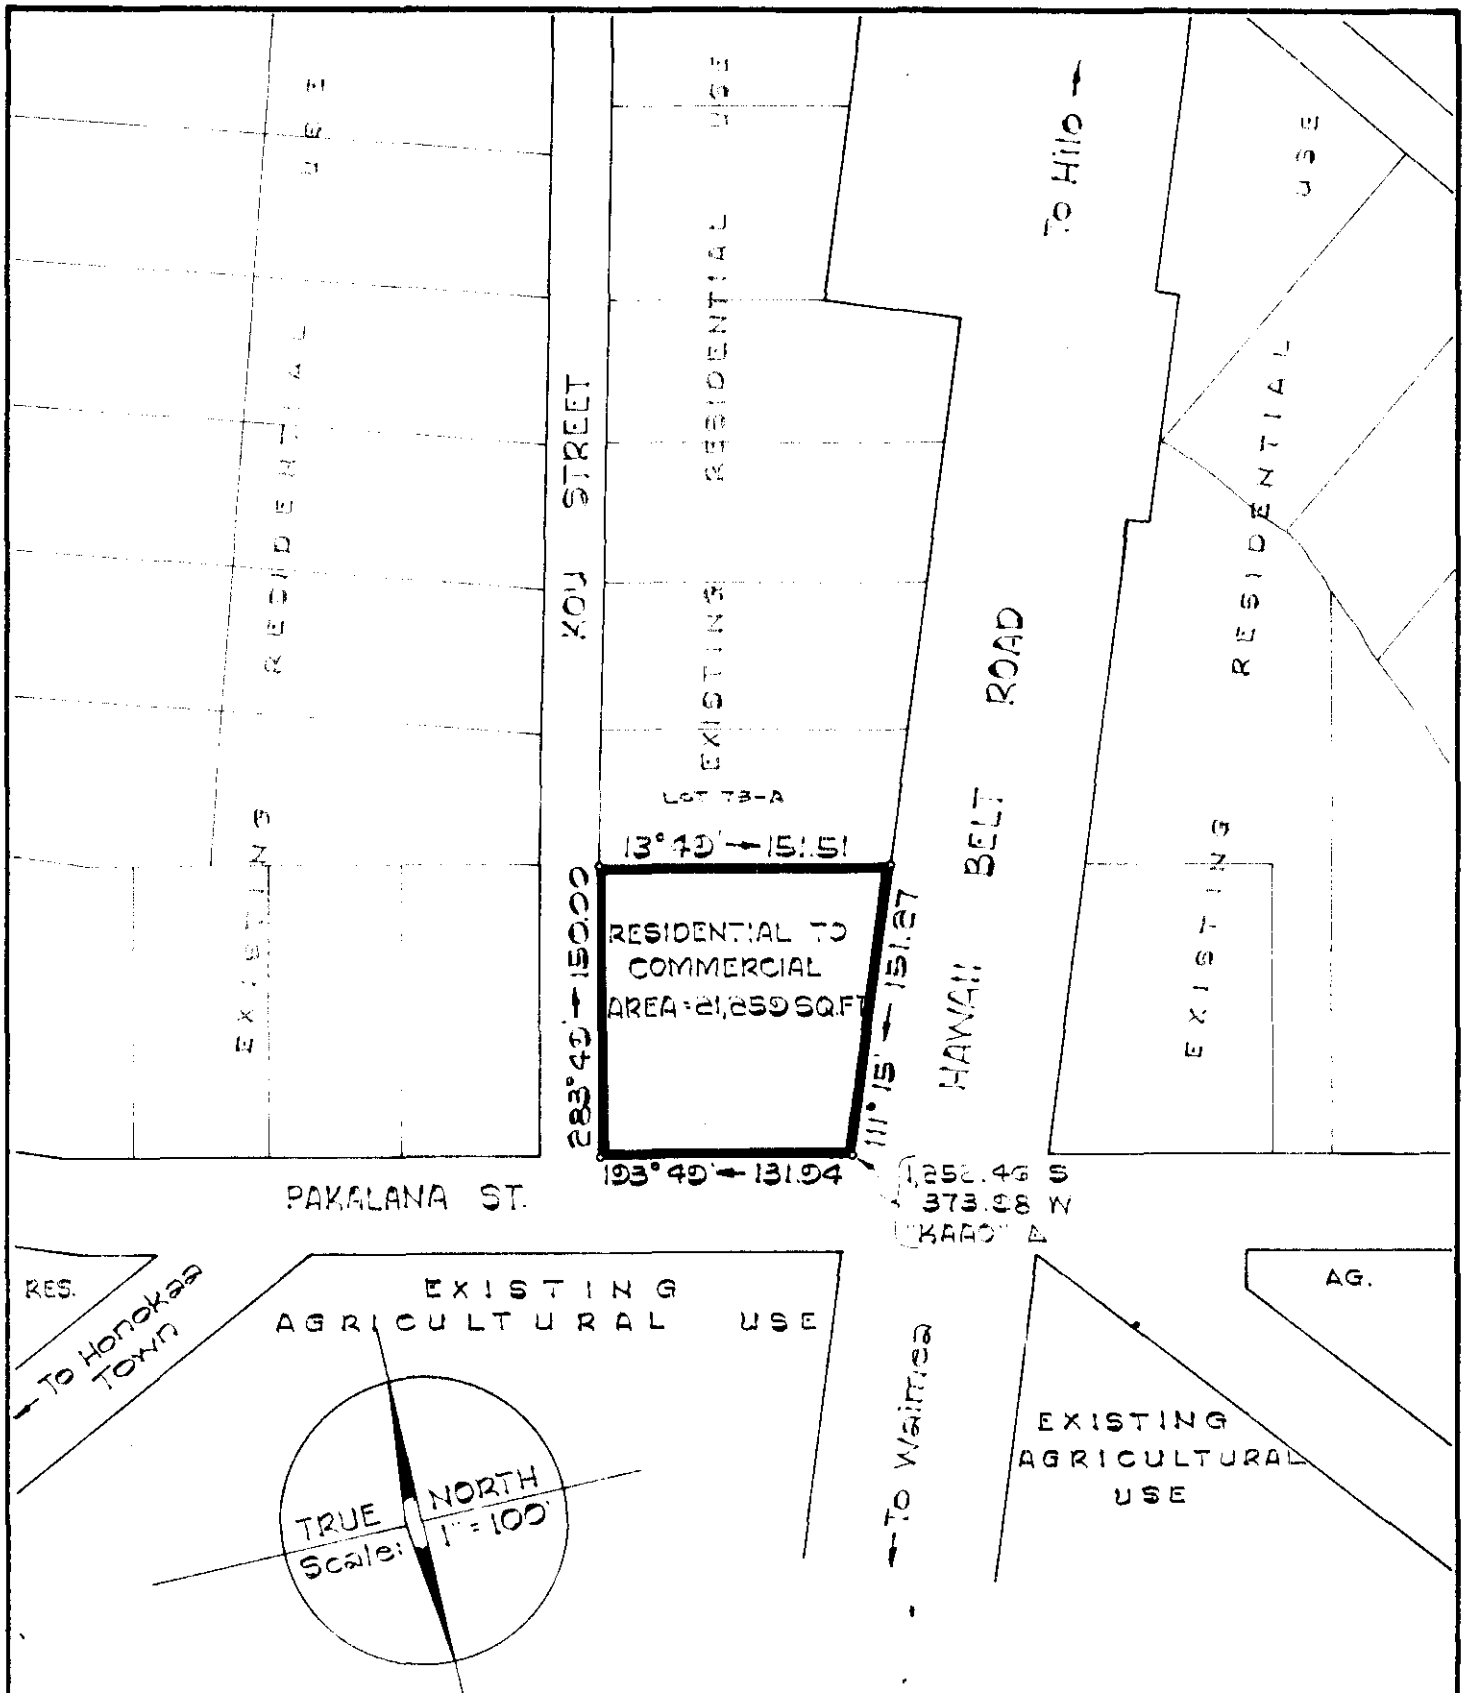 USE
USE
To Hilo →
USE
RESIDENTIAL
RESIDENTIAL
RESIDENTIAL
KOU STREET
EXISTING
ROAD
BELT
HAWAII
LOT 73-A
EXISTING
EXISTING
13° 49' → 151.51
283° 49' → 150.00
RESIDENTIAL TO
COMMERCIAL
AREA = 21,259 SQ.FT
111° 15' → 151.27
193° 49' ← 131.94
PAKALANA ST.
373.98 W
"KAAO" △
RES.
← To Honokaa
Town
EXISTING
AGRICULTURAL USE
AG.
← To Waimea
EXISTING
AGRICULTURAL
USE
TRUE NORTH
Scale: 1" = 100'